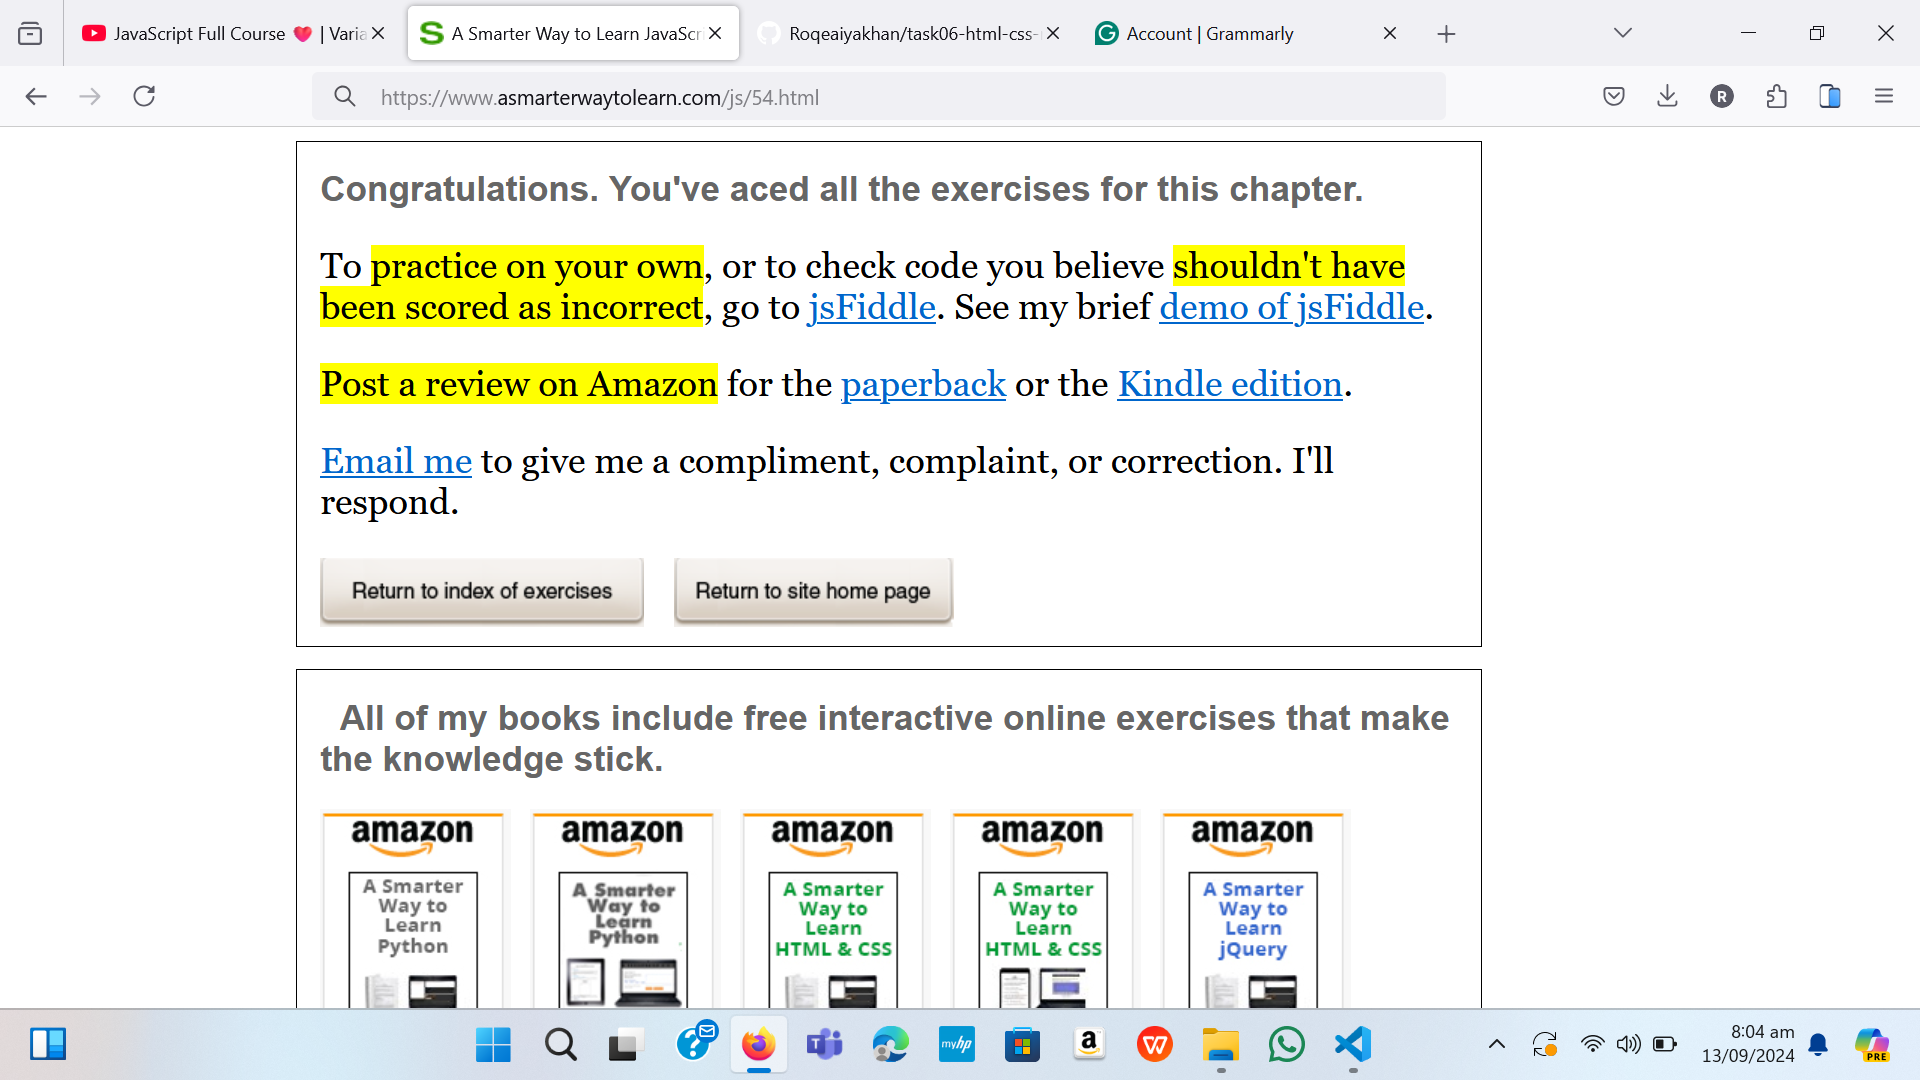 JavaScript Full Course ❤️ | Varia
A Smarter Way to Learn JavaScr
Roqeaiyakhan/task06-html-css-
Account | Grammarly
https://www.asmarterwaytolearn.com/js/54.html
R
Congratulations. You've aced all the exercises for this chapter.
To practice on your own, or to check code you believe shouldn't have
been scored as incorrect, go to jsFiddle. See my brief demo of jsFiddle.
Post a review on Amazon for the paperback or the Kindle edition.
Email me to give me a compliment, complaint, or correction. I'll
respond.
Return to index of exercises
Return to site home page
All of my books include free interactive online exercises that make
the knowledge stick.
amazon amazon amazon amazon amazon
A Smarter
Way to
Learn
Python
A Smarter
Way to
Learn
Python
A Smarter
Way to
Learn
HTML & CSS
A Smarter
Way to
Learn
HTML & CSS
A Smarter
Way to
Learn
jQuery
myhp
a
W
8:04 am
13/09/2024
PRE